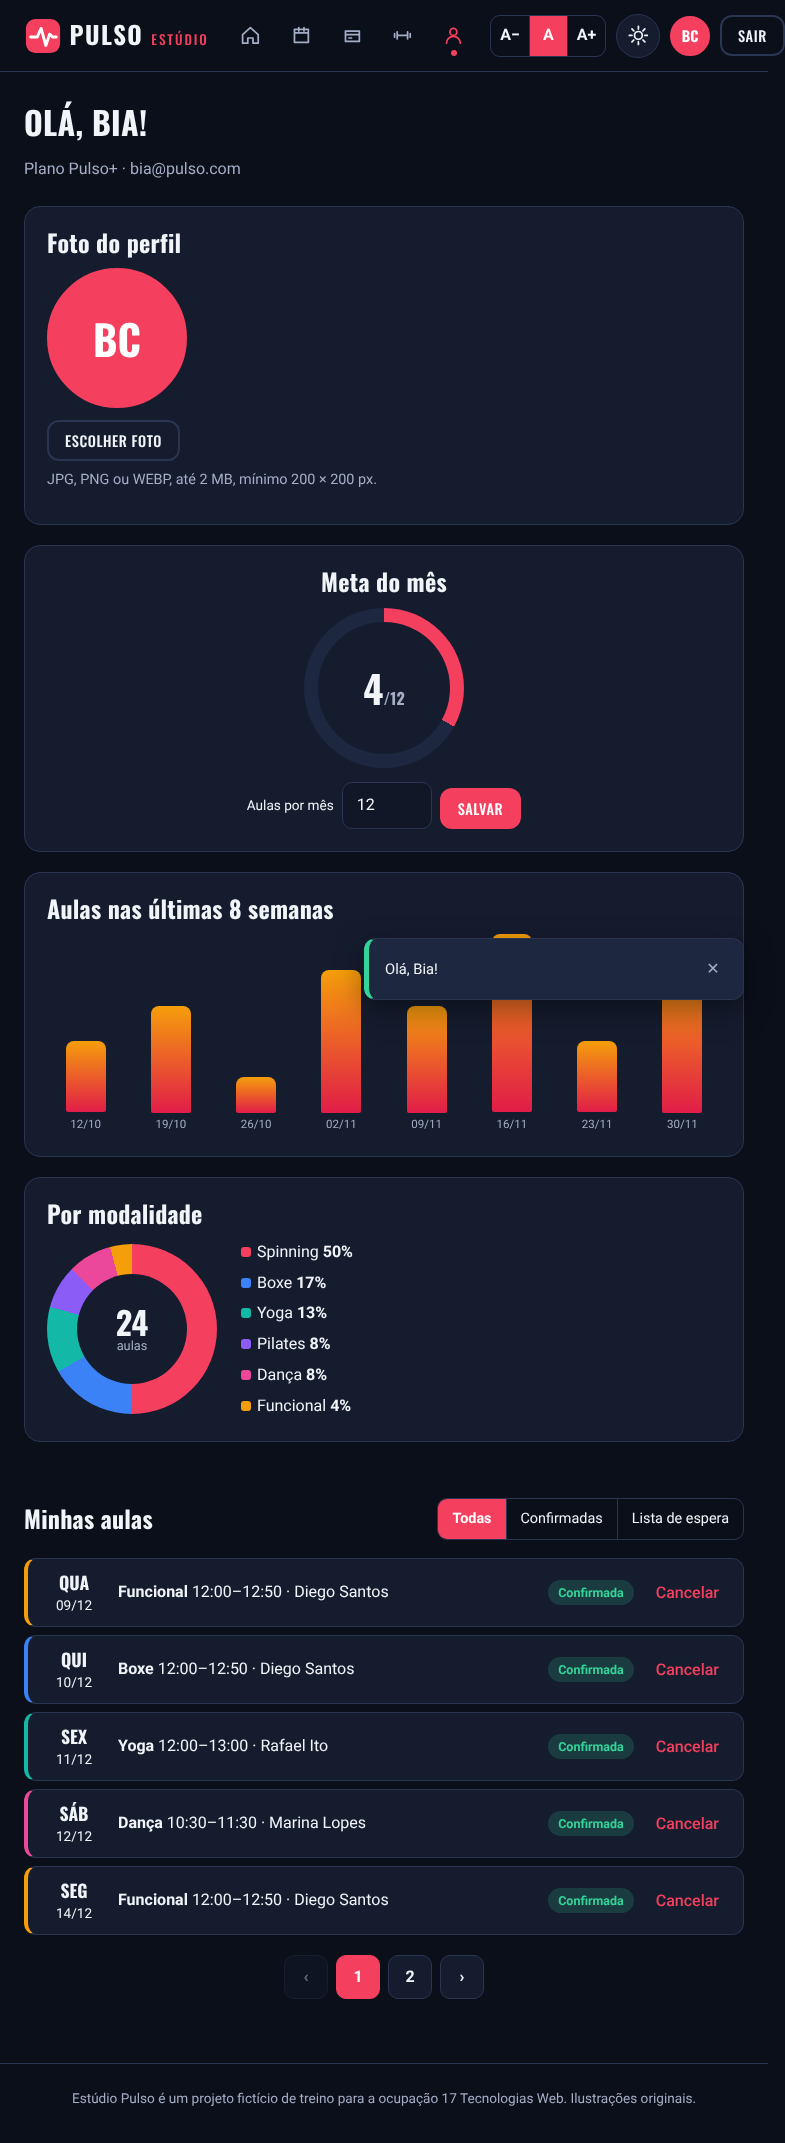 PULSO ESTÚDIO A− A A+ BC SAIR
OLÁ, BIA!
Plano Pulso+ · bia@pulso.com
Foto do perfil
BC
ESCOLHER FOTO
JPG, PNG ou WEBP, até 2 MB, mínimo 200 × 200 px.
Meta do mês
4/12
Aulas por mês 12 SALVAR
Aulas nas últimas 8 semanas
Olá, Bia! ✕
12/10 19/10 26/10 02/11 09/11 16/11 23/11 30/11
Por modalidade
24
aulas
Spinning 50%
Boxe 17%
Yoga 13%
Pilates 8%
Dança 8%
Funcional 4%
Minhas aulas Todas Confirmadas Lista de espera
QUA
09/12
Funcional 12:00–12:50 · Diego Santos Confirmada Cancelar
QUI
10/12
Boxe 12:00–12:50 · Diego Santos Confirmada Cancelar
SEX
11/12
Yoga 12:00–13:00 · Rafael Ito Confirmada Cancelar
SÁB
12/12
Dança 10:30–11:30 · Marina Lopes Confirmada Cancelar
SEG
14/12
Funcional 12:00–12:50 · Diego Santos Confirmada Cancelar
‹ 1 2 ›
Estúdio Pulso é um projeto fictício de treino para a ocupação 17 Tecnologias Web. Ilustrações originais.